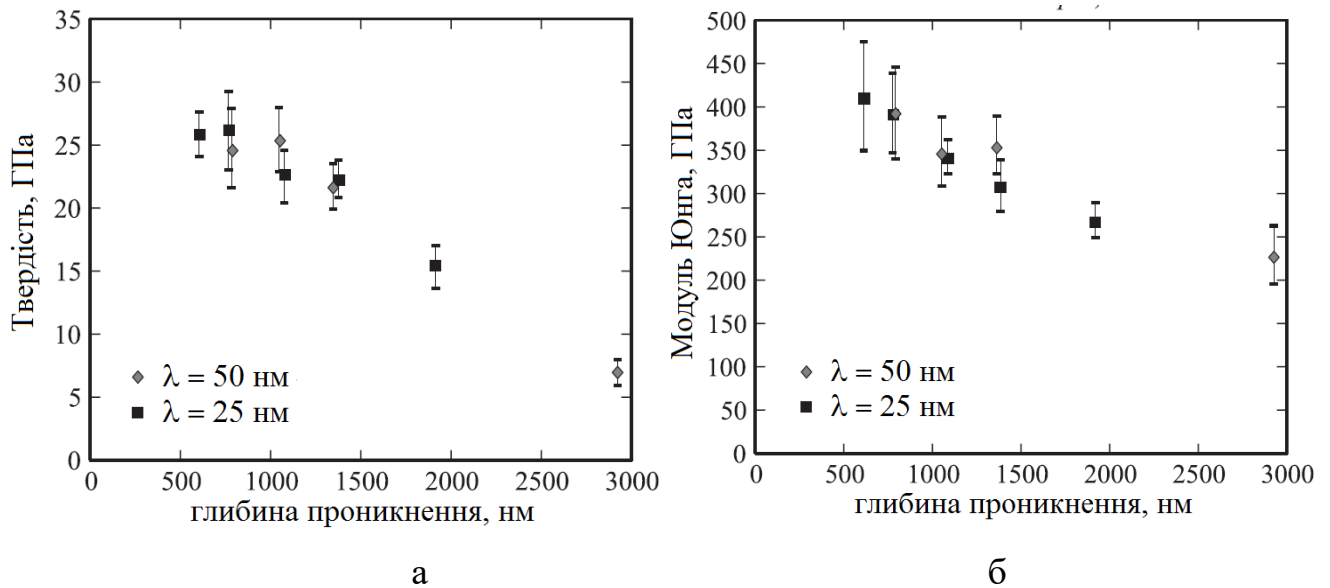 35
30
25
20
15
10
5
0
Твердість, ГПа
λ = 50 нм
λ = 25 нм
0 500 1000 1500 2000 2500 3000
глибина проникнення, нм
а
500
450
400
350
300
250
200
150
100
50
0
Модуль Юнга, ГПа
λ = 50 нм
λ = 25 нм
0 500 1000 1500 2000 2500 3000
глибина проникнення, нм
б